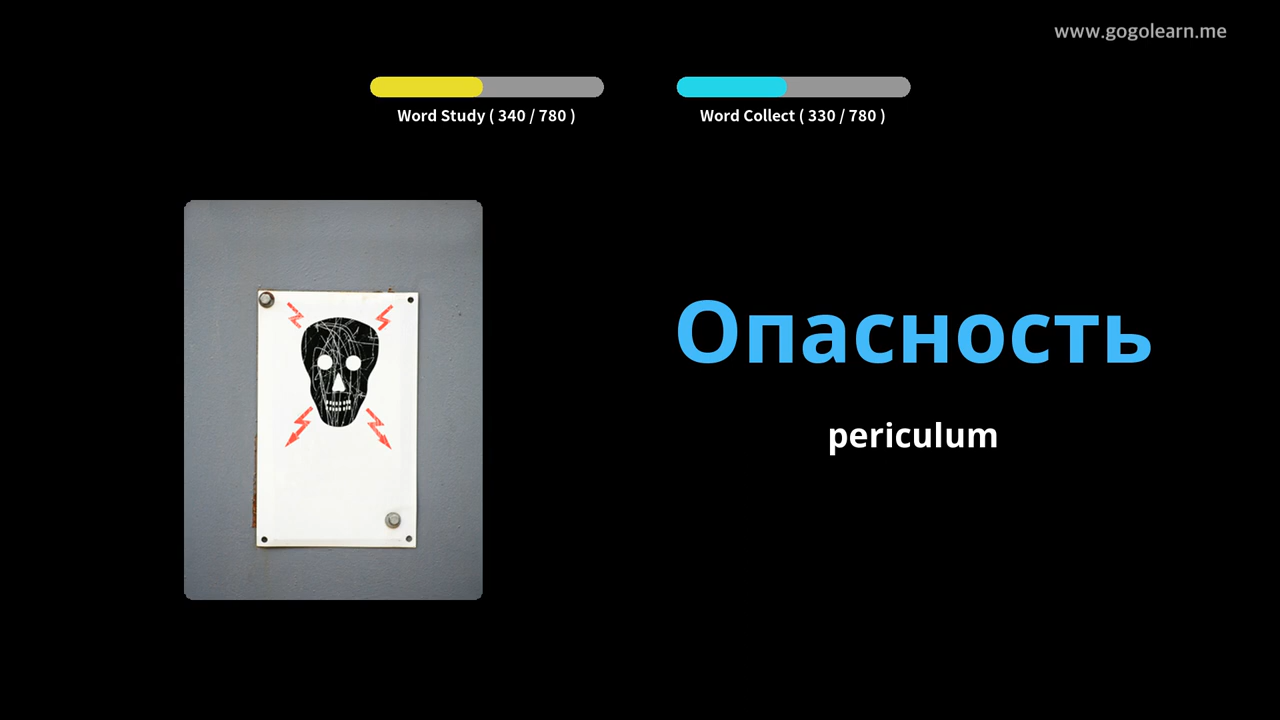 www.gogolearn.me
Word Study ( 340 / 780 )
Word Collect ( 330 / 780 )
Опасность
periculum